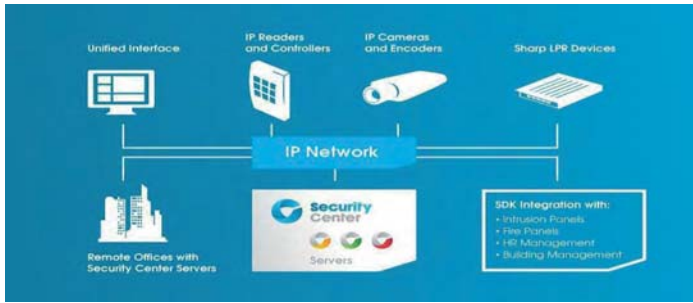 Unified Interface
IP Readers
and Controllers
IP Cameras
and Encoders
Sharp LPR Devices
IP Network
Remote Offices with
Security Center Servers
Security
Center
Servers
SDK Integration with:
• Intrusion Panels
• Fire Panels
• HR Management
• Building Management